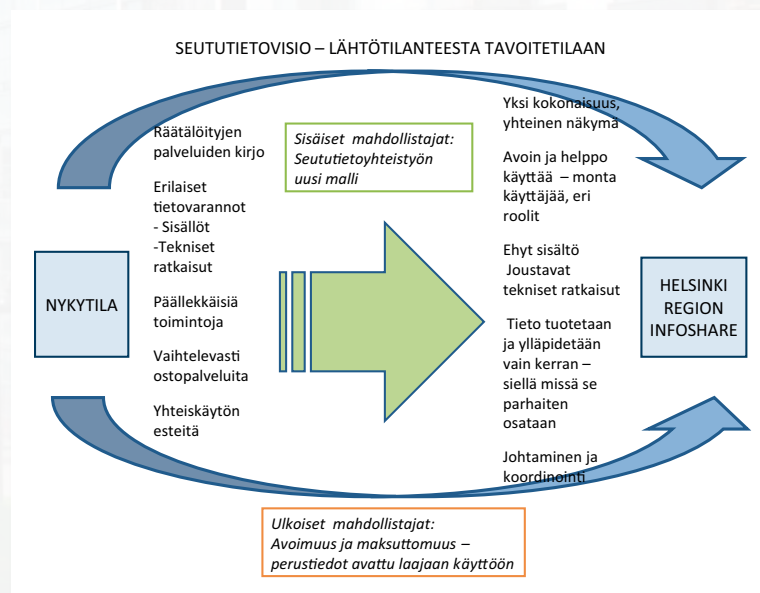 SEUTUTIETOVISIO – LÄHTÖTILANTEESTA TAVOITETILAAN
NYKYTILA
Räätälöityjen
palveluiden kirjo
Erilaiset
tietovarannot
- Sisällöt
-Tekniset
ratkaisut
Päällekkäisiä
toimintoja
Vaihtelevasti
ostopalveluita
Yhteiskäytön
esteitä
Sisäiset mahdollistajat:
Seututietoyhteistyön
uusi malli
Yksi kokonaisuus,
yhteinen näkymä
Avoin ja helppo
käyttää – monta
käyttäjää, eri
roolit
Ehyt sisältö
Joustavat
tekniset ratkaisut
Tieto tuotetaan
ja ylläpidetään
vain kerran –
siellä missä se
parhaiten
osataan
Johtaminen ja
koordinointi
HELSINKI
REGION
INFOSHARE
Ulkoiset mahdollistajat:
Avoimuus ja maksuttomuus –
perustiedot avattu laajaan käyttöön